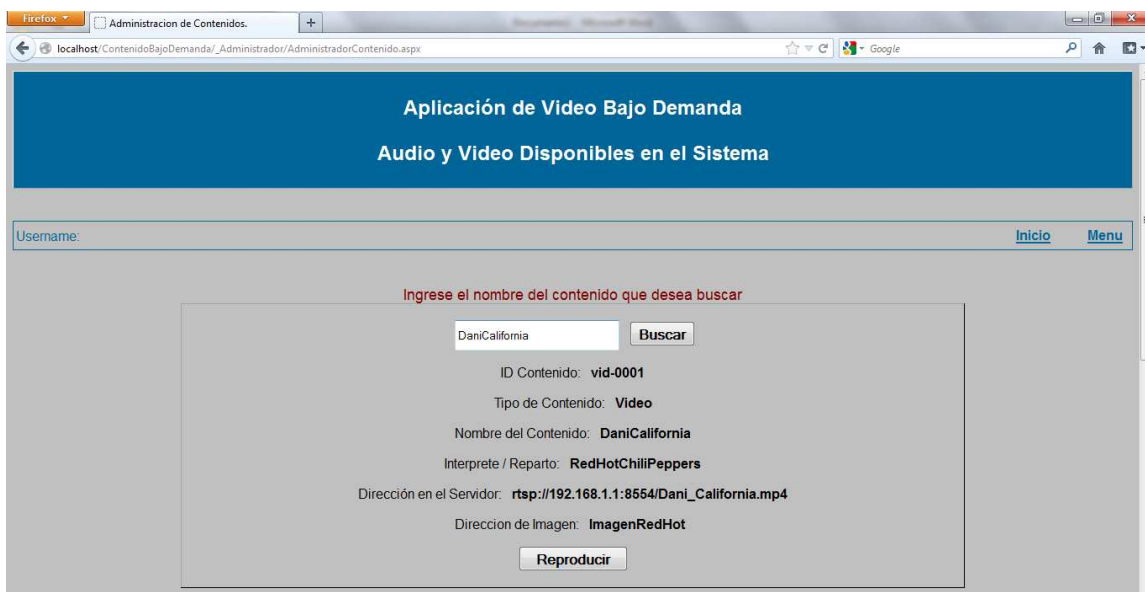 Firefox
Administracion de Contenidos.
localhost/ContenidoBajoDemanda/_Administrador/AdministradorContenido.aspx
Google
Aplicación de Video Bajo Demanda
Audio y Video Disponibles en el Sistema
Username: Inicio Menu
Ingrese el nombre del contenido que desea buscar
DaniCalifornia Buscar
ID Contenido: vid-0001
Tipo de Contenido: Video
Nombre del Contenido: DaniCalifornia
Interprete / Reparto: RedHotChiliPeppers
Dirección en el Servidor: rtsp://192.168.1.1:8554/Dani_California.mp4
Direccion de Imagen: ImagenRedHot
Reproducir